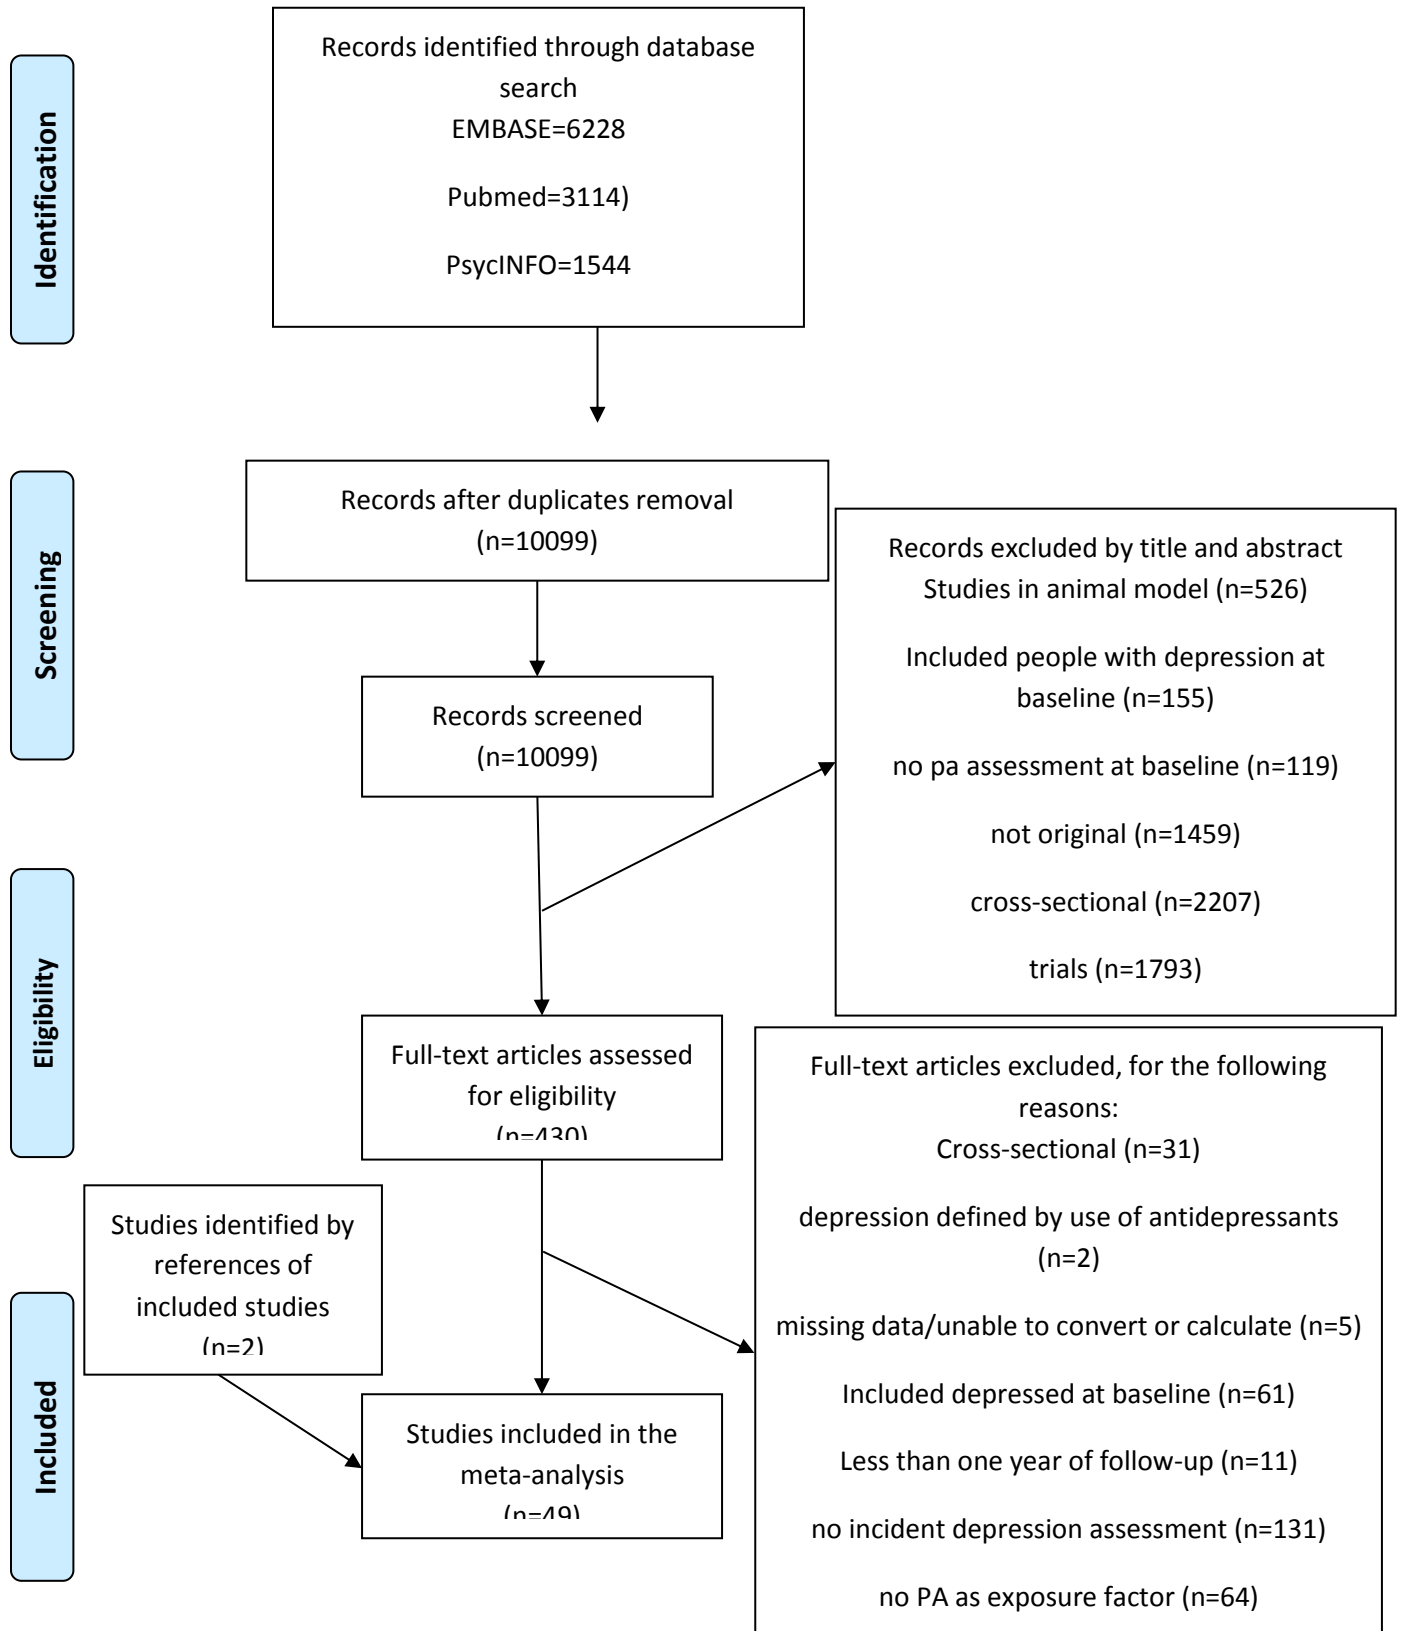 Identification
Records identified through database
search
EMBASE=6228
Pubmed=3114)
PsycINFO=1544
Screening
Records after duplicates removal
(n=10099)
Records screened
(n=10099)
Records excluded by title and abstract
Studies in animal model (n=526)
Included people with depression at
baseline (n=155)
no pa assessment at baseline (n=119)
not original (n=1459)
cross-sectional (n=2207)
trials (n=1793)
Eligibility
Full-text articles assessed
for eligibility
(n=430)
Full-text articles excluded, for the following
reasons:
Cross-sectional (n=31)
depression defined by use of antidepressants
(n=2)
missing data/unable to convert or calculate (n=5)
Included depressed at baseline (n=61)
Less than one year of follow-up (n=11)
no incident depression assessment (n=131)
no PA as exposure factor (n=64)
Studies identified by
references of
included studies
(n=2)
Included
Studies included in the
meta-analysis
(n=49)